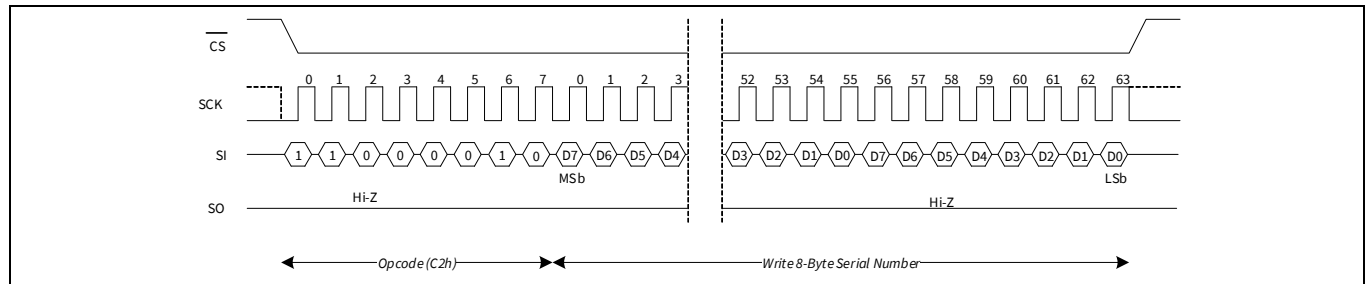 CS
0 1 2 3 4 5 6 7 0 1 2 3 52 53 54 55 56 57 58 59 60 61 62 63
SCK
SI 1 1 0 0 0 0 1 0 D7 D6 D5 D4 D3 D2 D1 D0 D7 D6 D5 D4 D3 D2 D1 D0
MSb LSb
Hi-Z Hi-Z
SO
Opcode (C2h) Write 8-Byte Serial Number